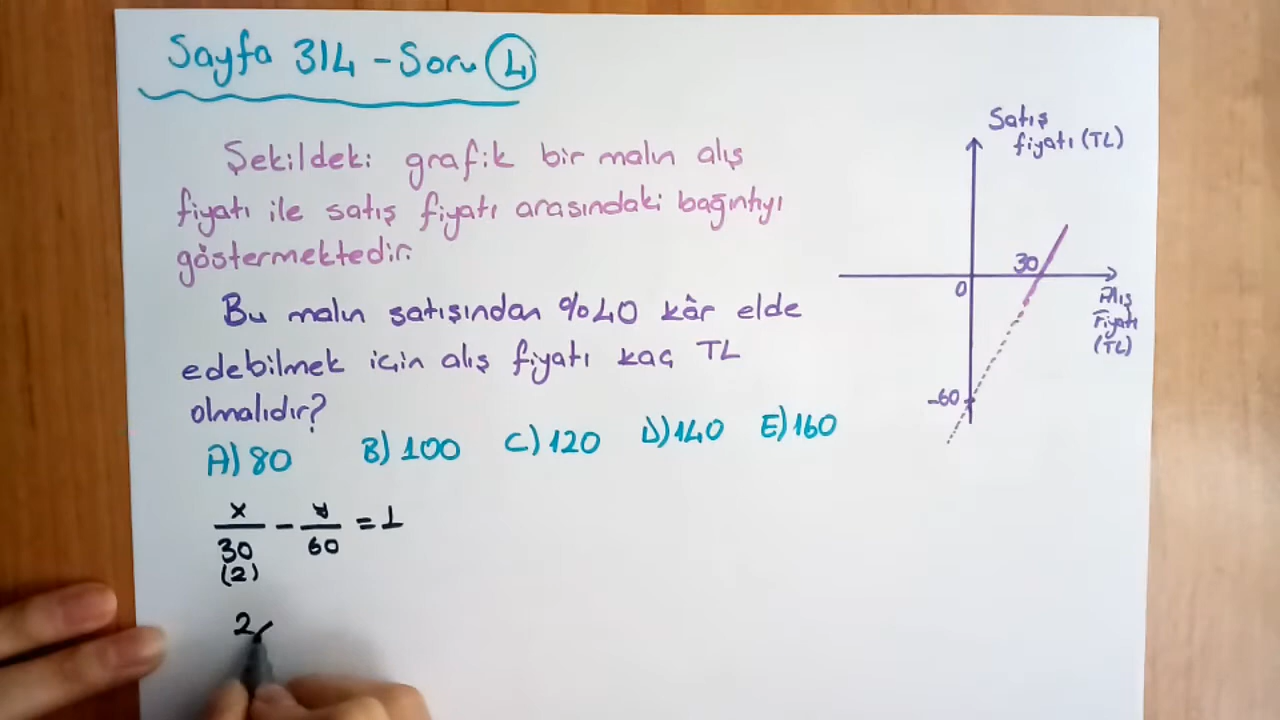 Sayfa 314 - Soru 4
Şekildeki grafik bir malın alış
fiyatı ile satış fiyatı arasındaki bağıntıyı
göstermektedir.
Bu malın satışından %40 kâr elde
edebilmek için alış fiyatı kaç TL
olmalıdır?
A) 80 B) 100 C) 120 D) 140 E) 160
x/30 - y/60 = 1
(2)
2
Satış
fiyatı (TL)
30
0
Alış
Fiyatı
(TL)
-60